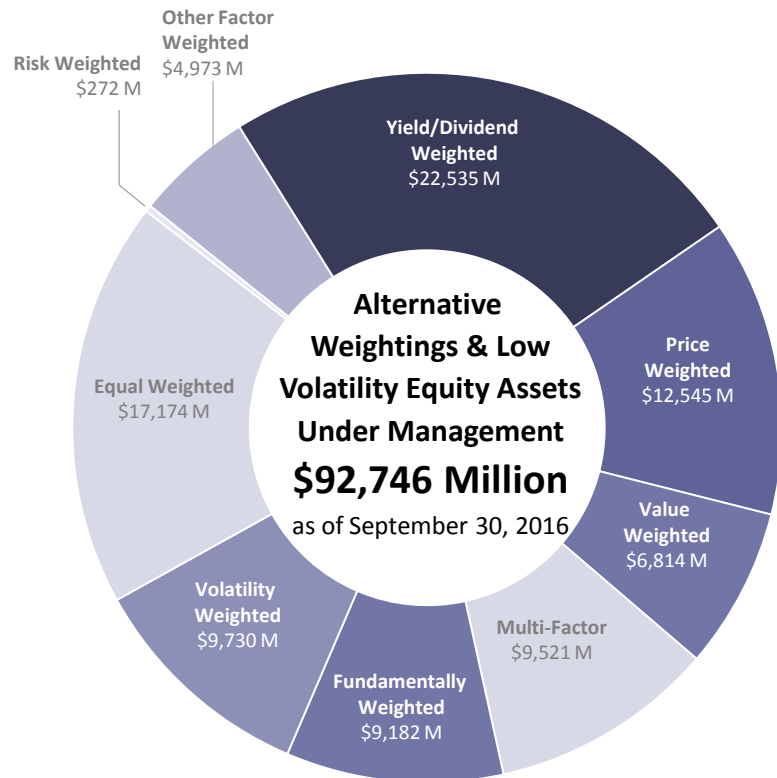 Other Factor
Weighted
$4,973 M
Risk Weighted
$272 M
Yield/Dividend
Weighted
$22,535 M
Price
Weighted
$12,545 M
Value
Weighted
$6,814 M
Multi-Factor
$9,521 M
Fundamentally
Weighted
$9,182 M
Volatility
Weighted
$9,730 M
Equal Weighted
$17,174 M
Alternative
Weightings & Low
Volatility Equity Assets
Under Management
$92,746 Million
as of September 30, 2016